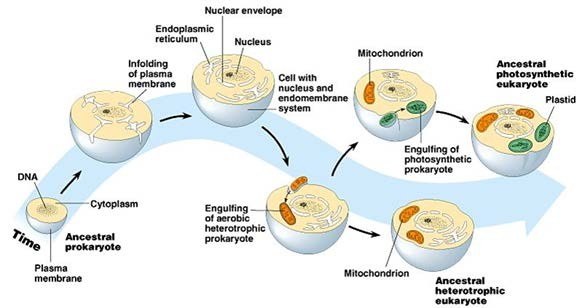 Nuclear envelope
Endoplasmic
reticulum
Nucleus
Infolding
of plasma
membrane
Cell with
nucleus and
endomembrane
system
Mitochondrion
Ancestral
photosynthetic
eukaryote
Plastid
Engulfing of
photosynthetic
prokaryote
DNA
Cytoplasm
Time
Ancestral
prokaryote
Plasma
membrane
Engulfing
of aerobic
heterotrophic
prokaryote
Mitochondrion
Ancestral
heterotrophic
eukaryote